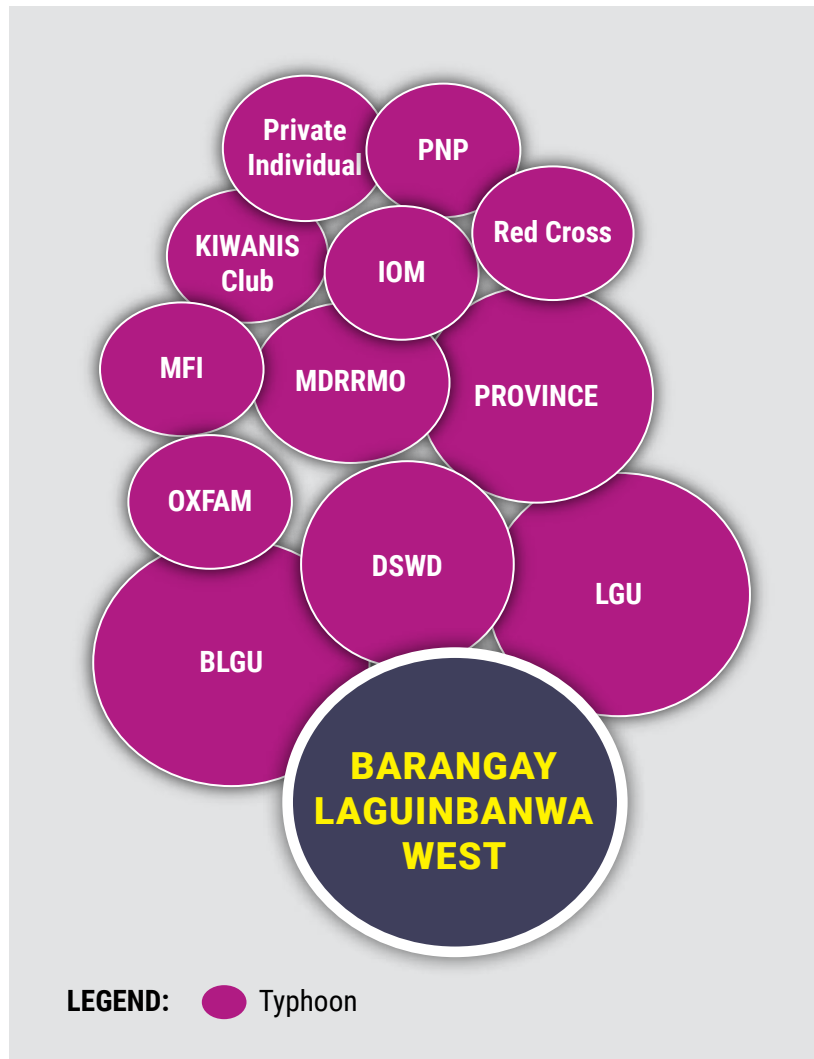 Private
Individual
PNP
Red Cross
KIWANIS
Club
IOM
MFI
MDRRMO
PROVINCE
OXFAM
DSWD
LGU
BLGU
BARANGAY
LAGUINBANWA
WEST
LEGEND:
Typhoon